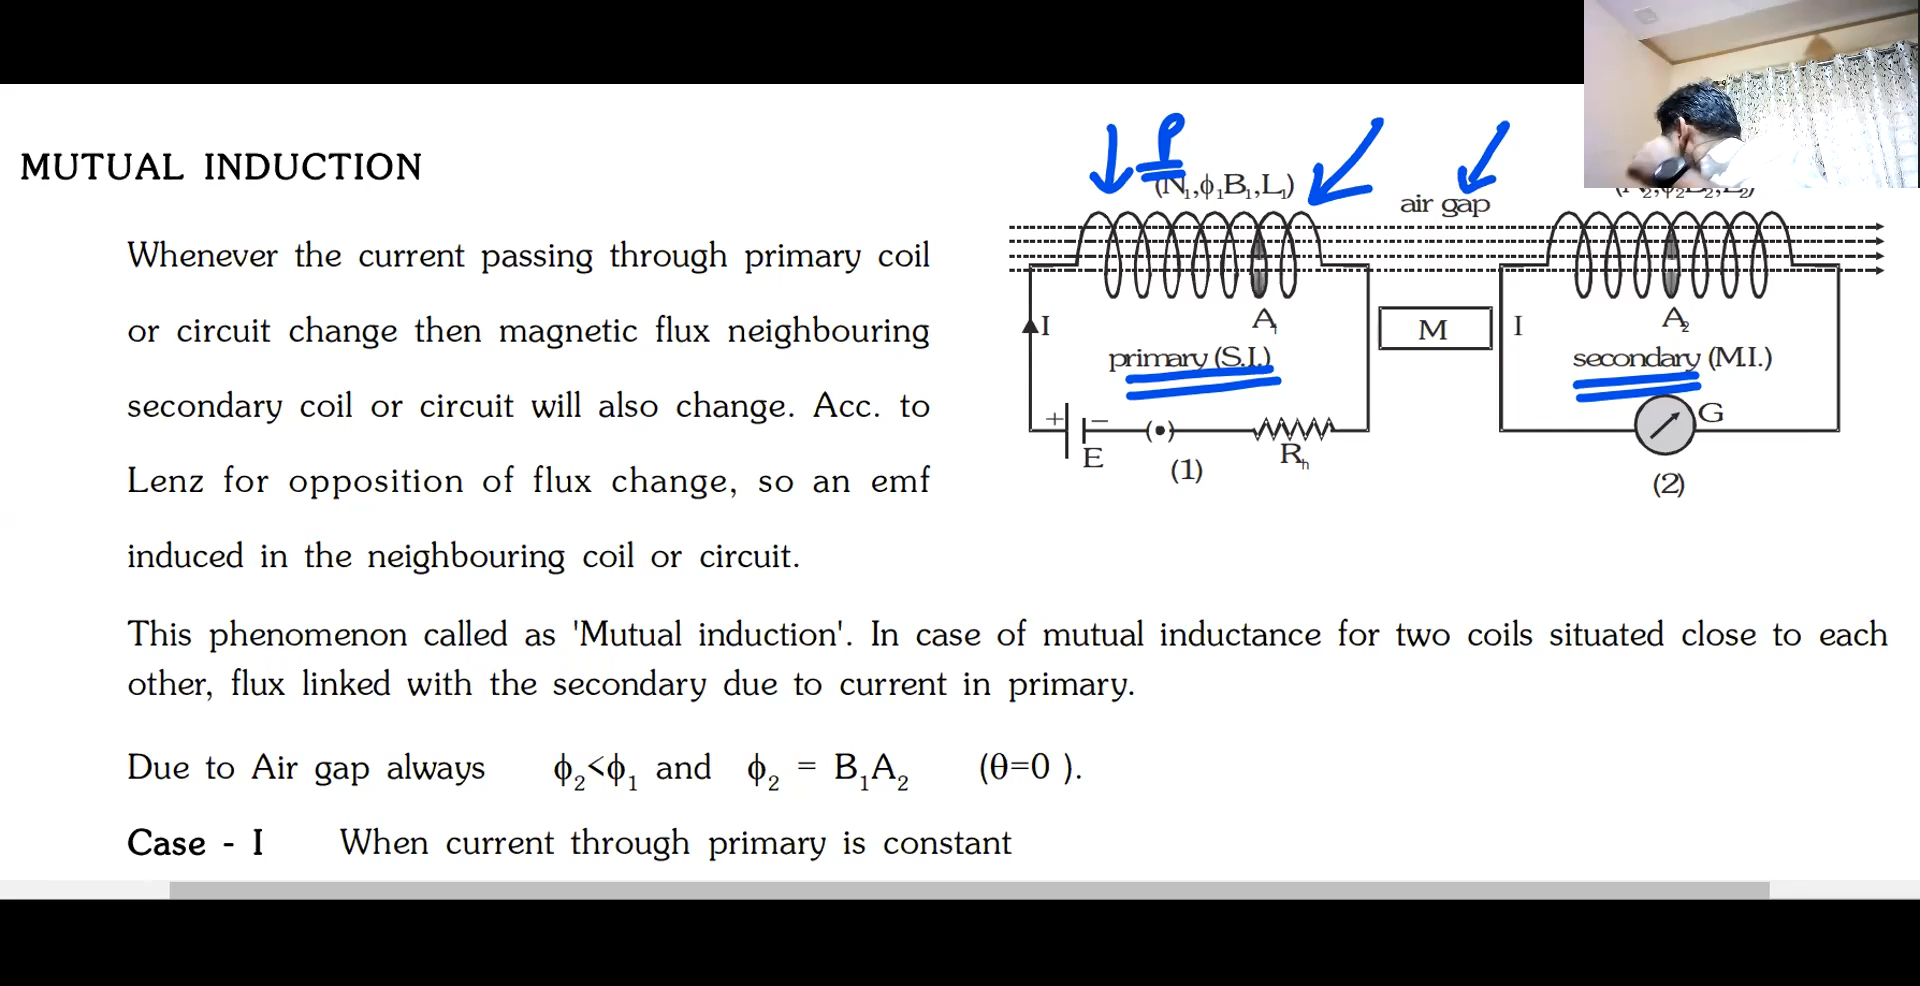 MUTUAL INDUCTION
Whenever the current passing through primary coil
or circuit change then magnetic flux neighbouring
secondary coil or circuit will also change. Acc. to
Lenz for opposition of flux change, so an emf
induced in the neighbouring coil or circuit.
P
(N₁,ϕ₁B₁,L₁)
air gap
I
A₁
M
I
A₂
primary (S.I.)
secondary (M.I.)
+
−
E
(1)
Rₕ
G
(2)
This phenomenon called as 'Mutual induction'. In case of mutual inductance for two coils situated close to each
other, flux linked with the secondary due to current in primary.
Due to Air gap always ϕ₂<ϕ₁ and ϕ₂ = B₁A₂ (θ=0 ).
Case - I When current through primary is constant